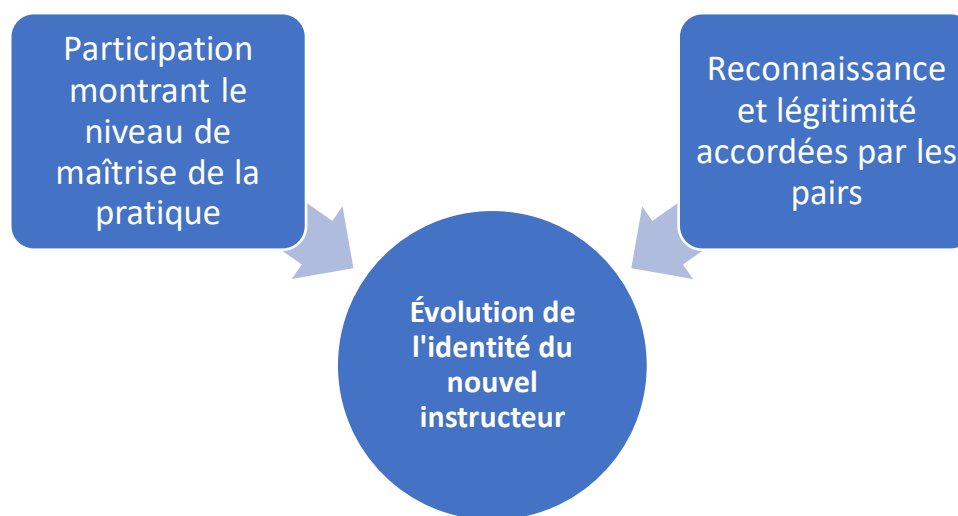 Participation
montrant le
niveau de
maîtrise de la
pratique
Reconnaissance
et légitimité
accordées par les
pairs
Évolution de
l'identité du
nouvel
instructeur